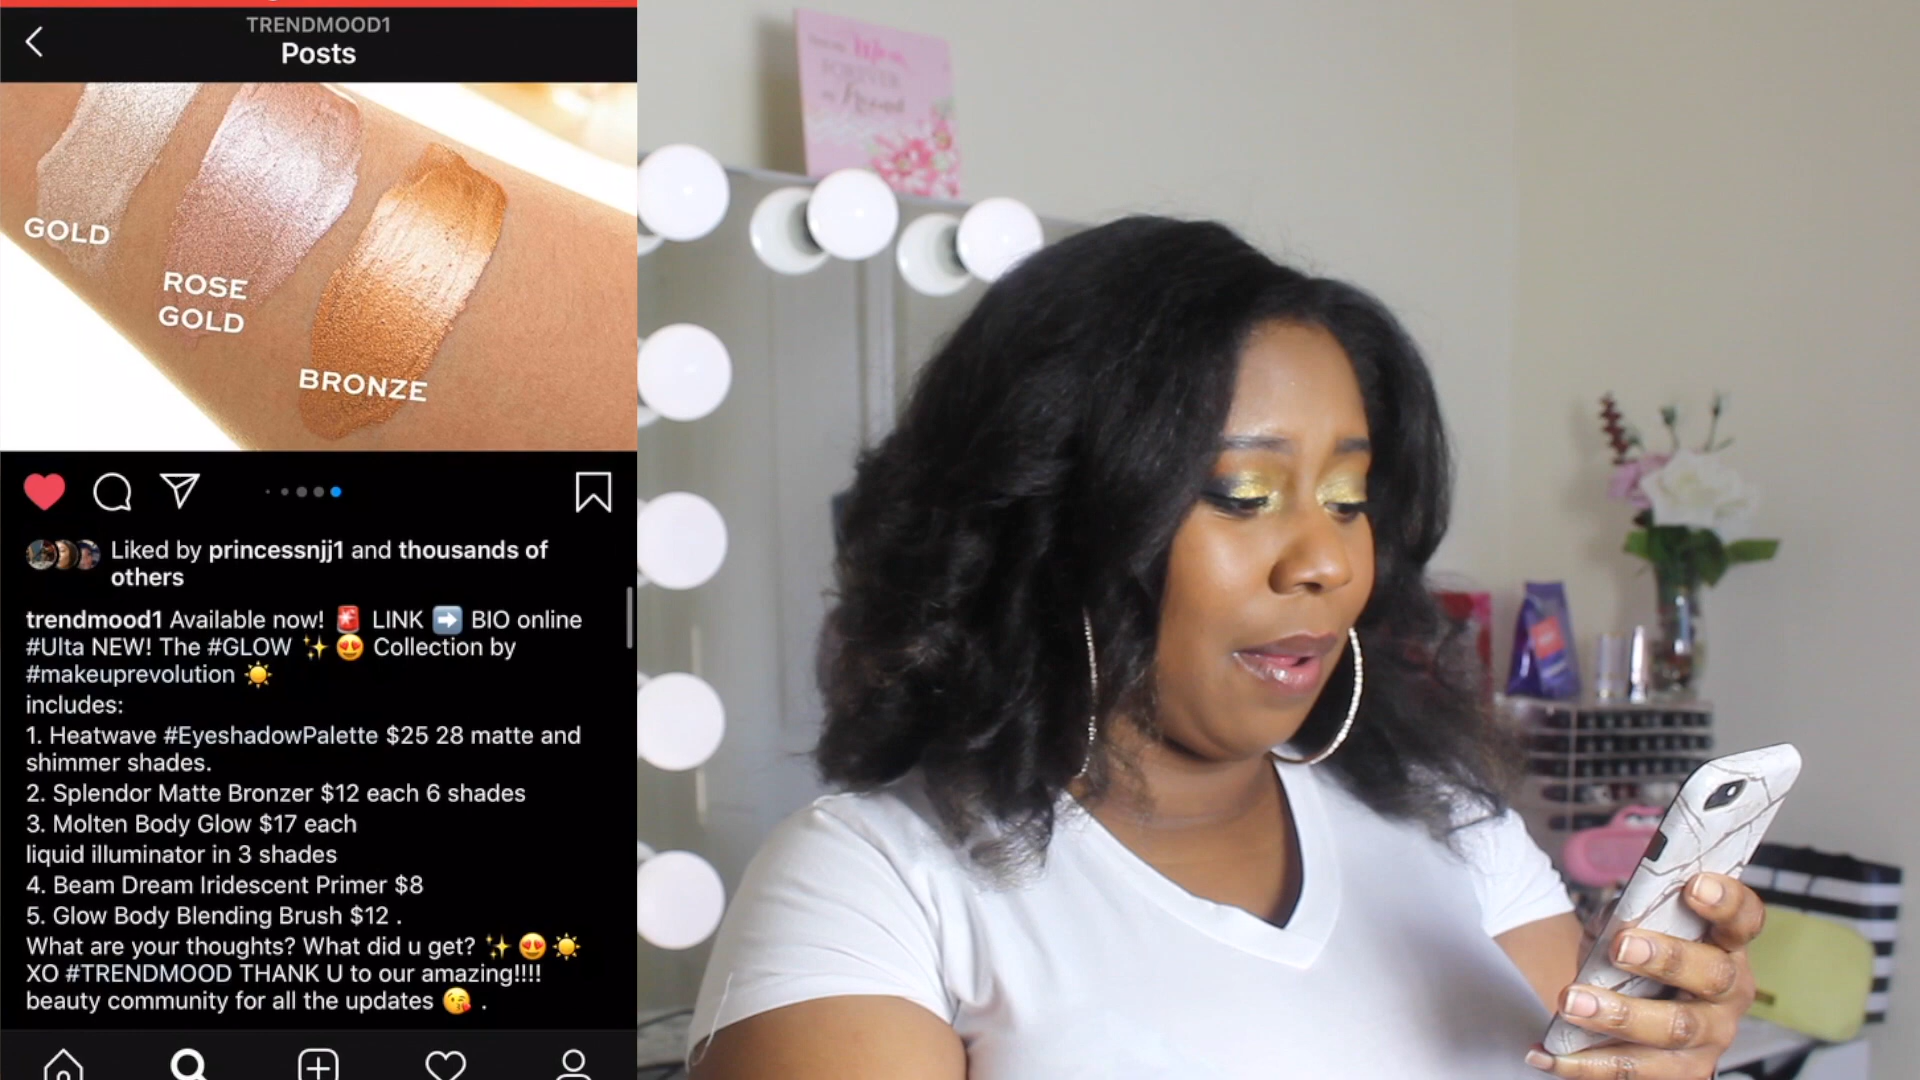 TRENDMOOD1
Posts
GOLD
ROSE
GOLD
BRONZE
Liked by princessnjj1 and thousands of
others
trendmood1 Available now! 🚨 LINK ➡️ BIO online
#Ulta NEW! The #GLOW ✨😍 Collection by
#makeuprevolution ☀️
includes:
1. Heatwave #EyeshadowPalette $25 28 matte and
shimmer shades.
2. Splendor Matte Bronzer $12 each 6 shades
3. Molten Body Glow $17 each
liquid illuminator in 3 shades
4. Beam Dream Iridescent Primer $8
5. Glow Body Blending Brush $12 .
What are your thoughts? What did u get? ✨😍☀️
XO #TRENDMOOD THANK U to our amazing!!!!
beauty community for all the updates 😘 .
Mom
FOREVER
Friend